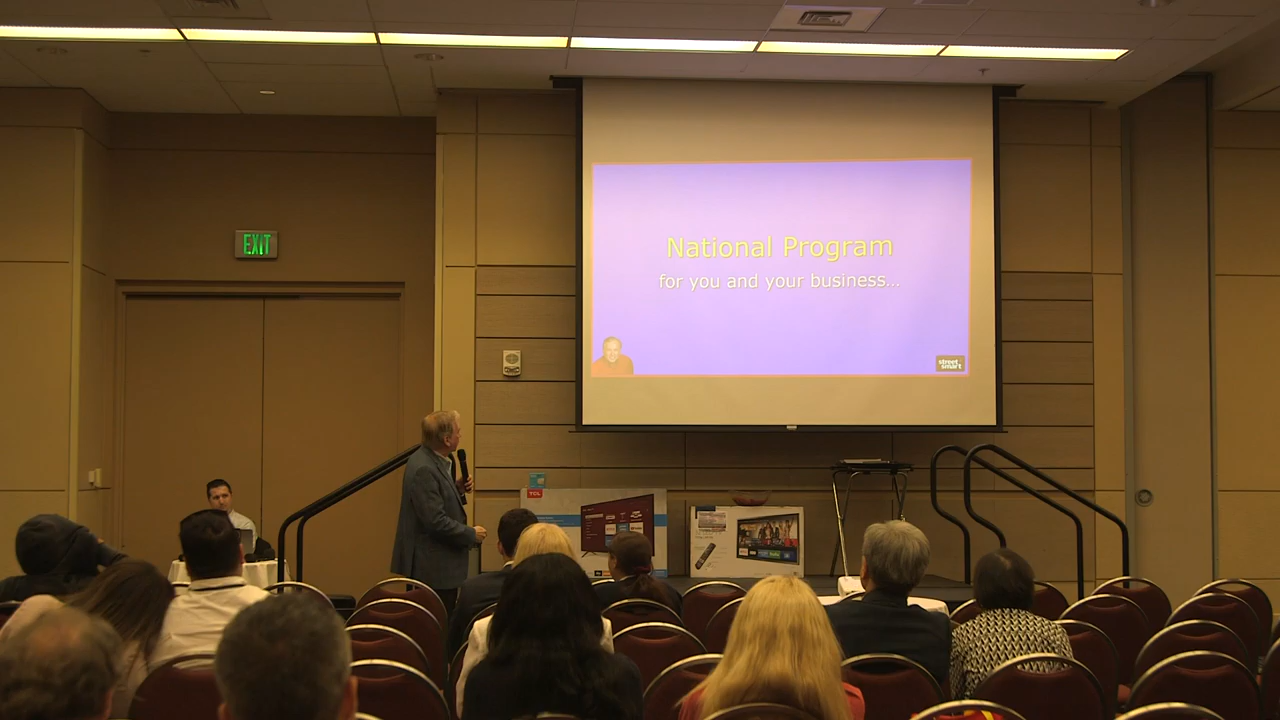 EXIT
National Program
for you and your business...
street
smart
TCL